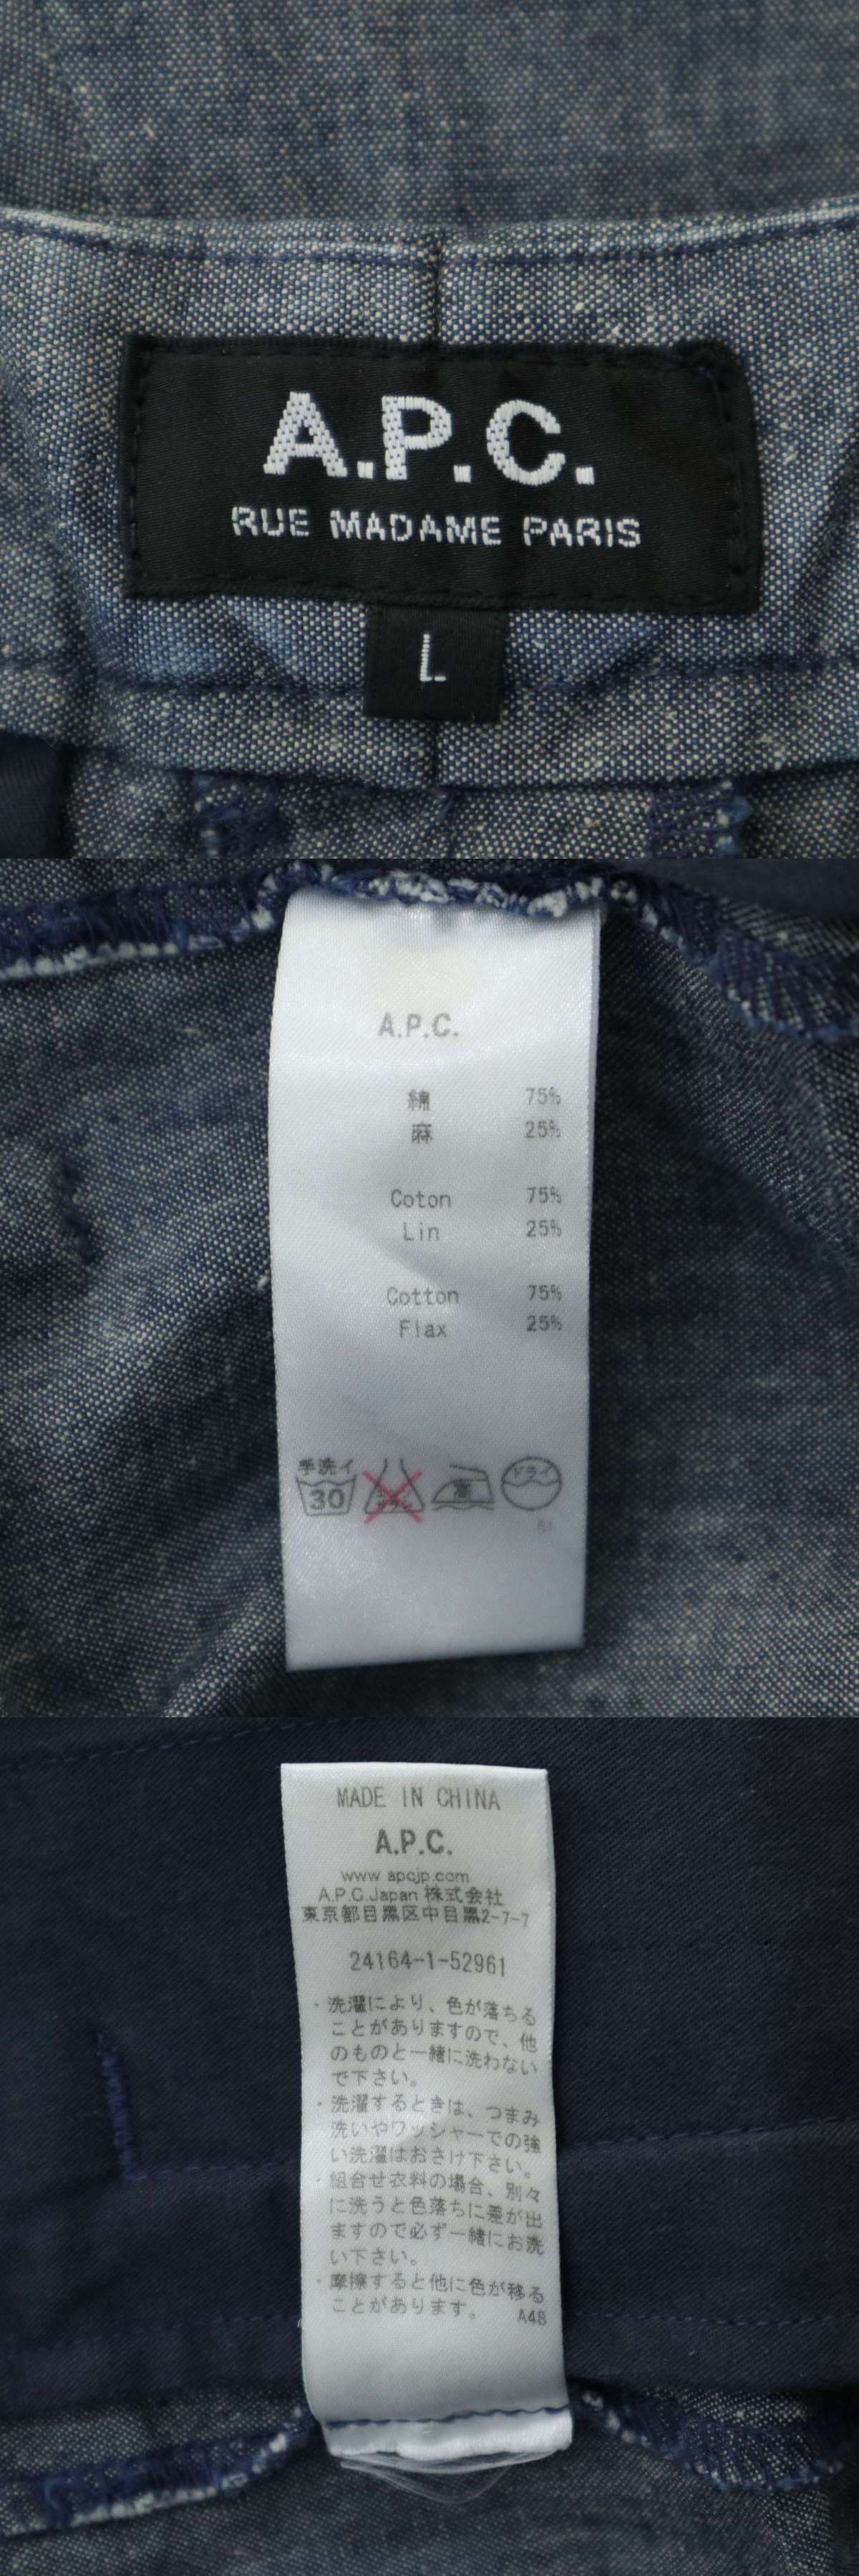 A.P.C.
RUE MADAME PARIS
L
A.P.C.
綿 75%
麻 25%
Coton 75%
Lin 25%
Cotton 75%
Flax 25%
手洗イ
30
高
ドライ
MADE IN CHINA
A.P.C.
www.apcjp.com
A.P.C.Japan 株式会社
東京都目黒区中目黒2-7-7
24164-1-52961
・洗濯により、色が落ちる
ことがありますので、他
のものと一緒に洗わない
で下さい。
・洗濯するときは、つまみ
洗いやワッシャーでの強
い洗濯はおさけ下さい。
・組合せ衣料の場合、別々
に洗うと色落ちに差が出
ますので必ず一緒にお洗
い下さい。
・摩擦すると他に色が移る
ことがあります。 A48